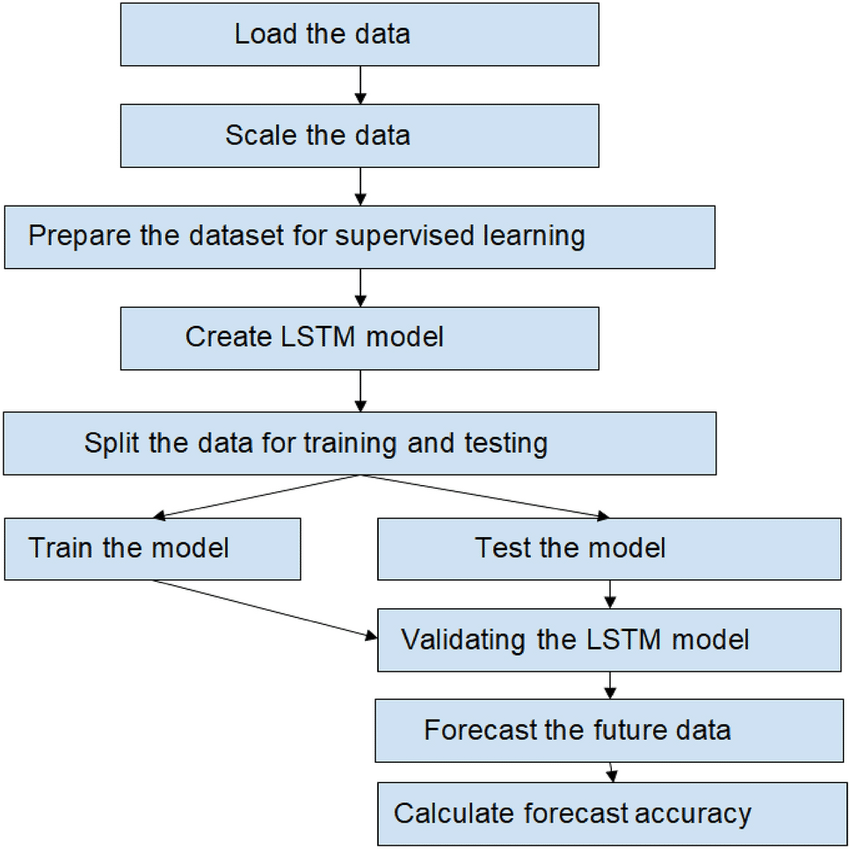 Load the data
Scale the data
Prepare the dataset for supervised learning
Create LSTM model
Split the data for training and testing
Train the model
Test the model
Validating the LSTM model
Forecast the future data
Calculate forecast accuracy